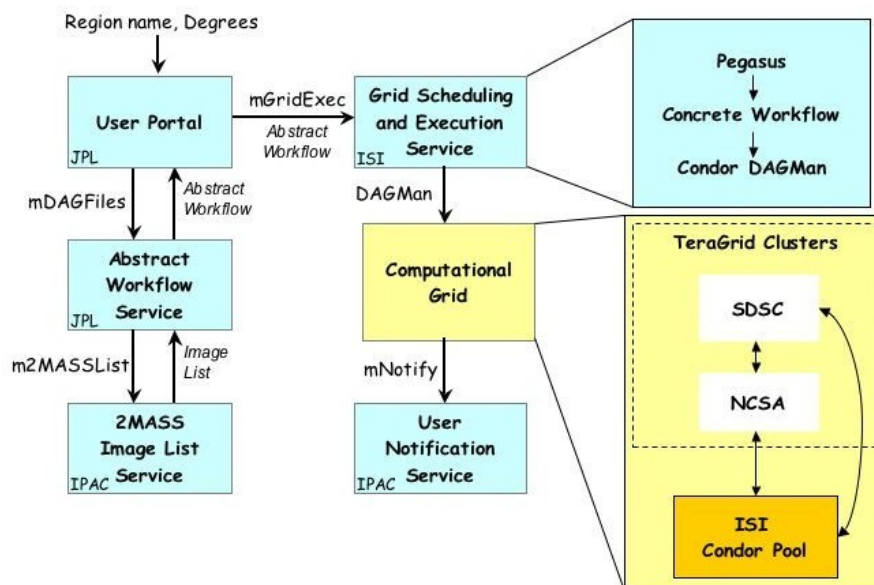 Region name, Degrees
User Portal
JPL
mGridExec
Abstract
Workflow
Grid Scheduling
and Execution
Service
ISI
Pegasus
Concrete Workflow
Condor DAGMan
mDAGFiles
Abstract
Workflow
DAGMan
Abstract
Workflow
Service
JPL
Computational
Grid
TeraGrid Clusters
SDSC
NCSA
m2MASSList
Image
List
mNotify
2MASS
Image List
Service
IPAC
User
Notification
Service
IPAC
ISI
Condor Pool